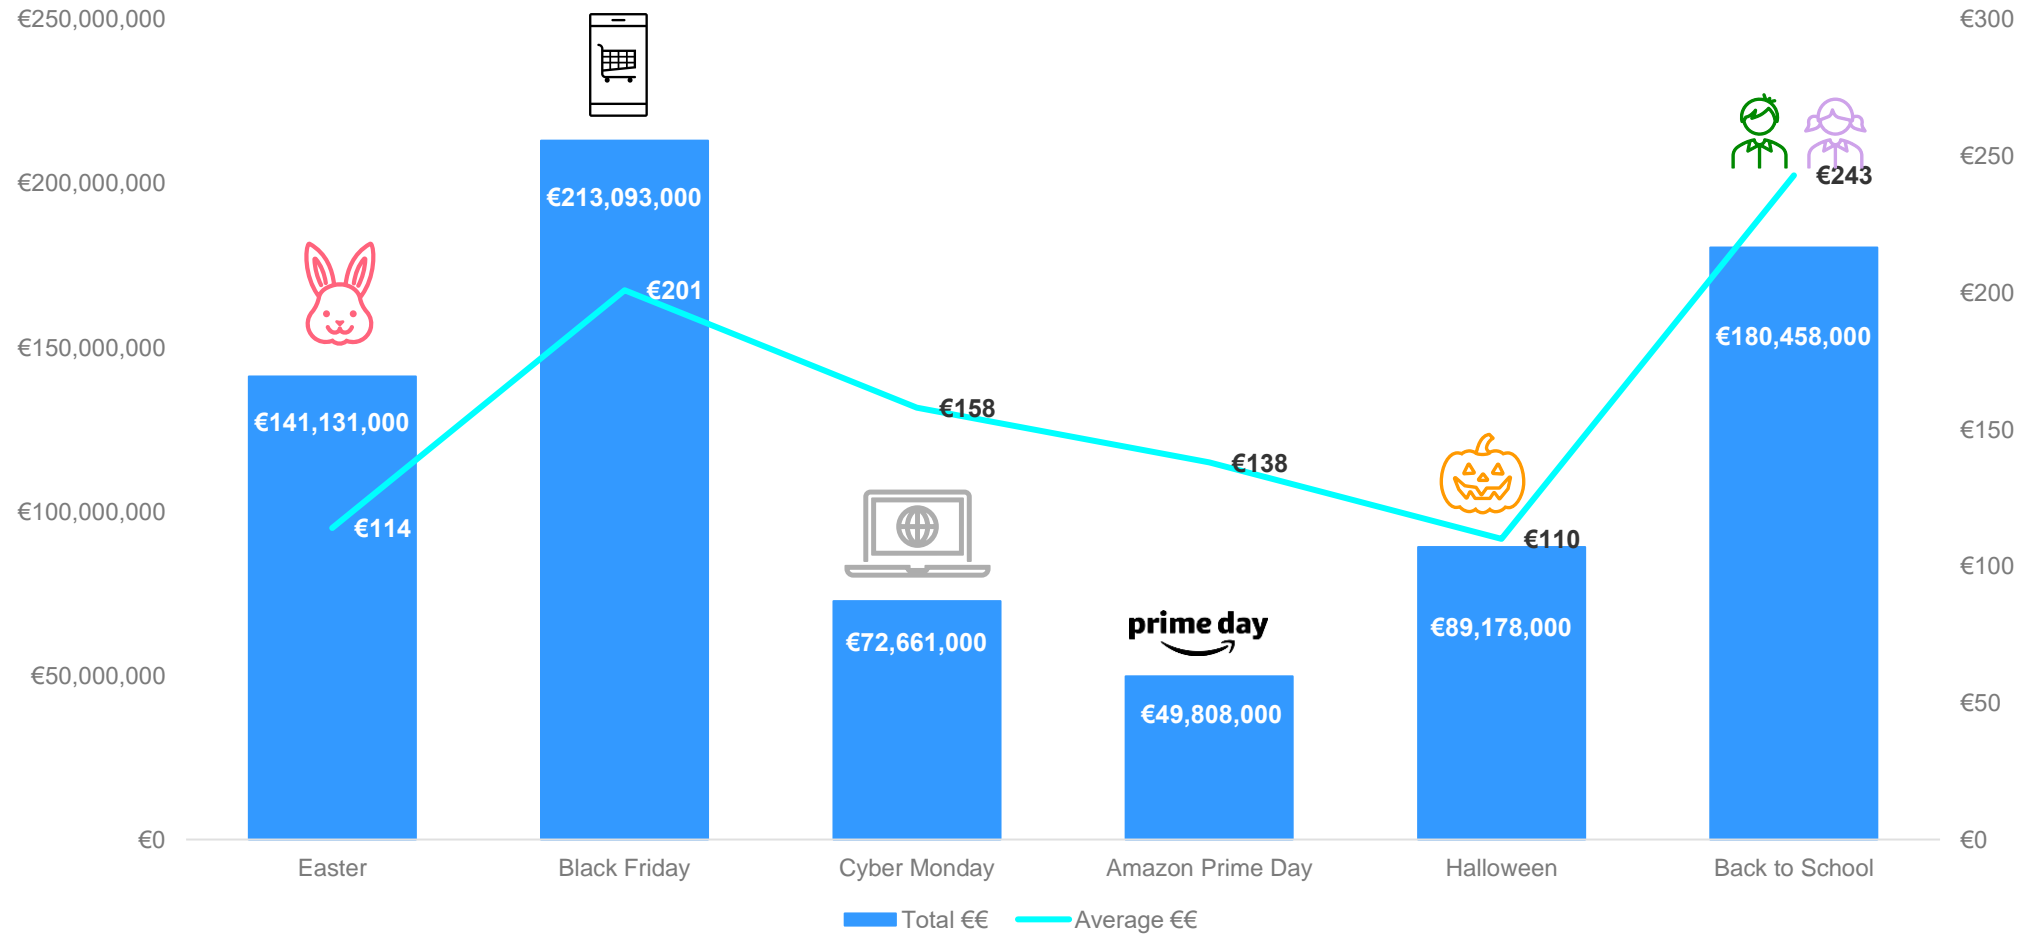 €250,000,000
€200,000,000
€150,000,000
€100,000,000
€50,000,000
€0
€300
€250
€200
€150
€100
€50
€0
€141,131,000
€213,093,000
€72,661,000
€49,808,000
€89,178,000
€180,458,000
€114
€201
€158
€138
€110
€243
prime day
Easter
Black Friday
Cyber Monday
Amazon Prime Day
Halloween
Back to School
Total €€
Average €€